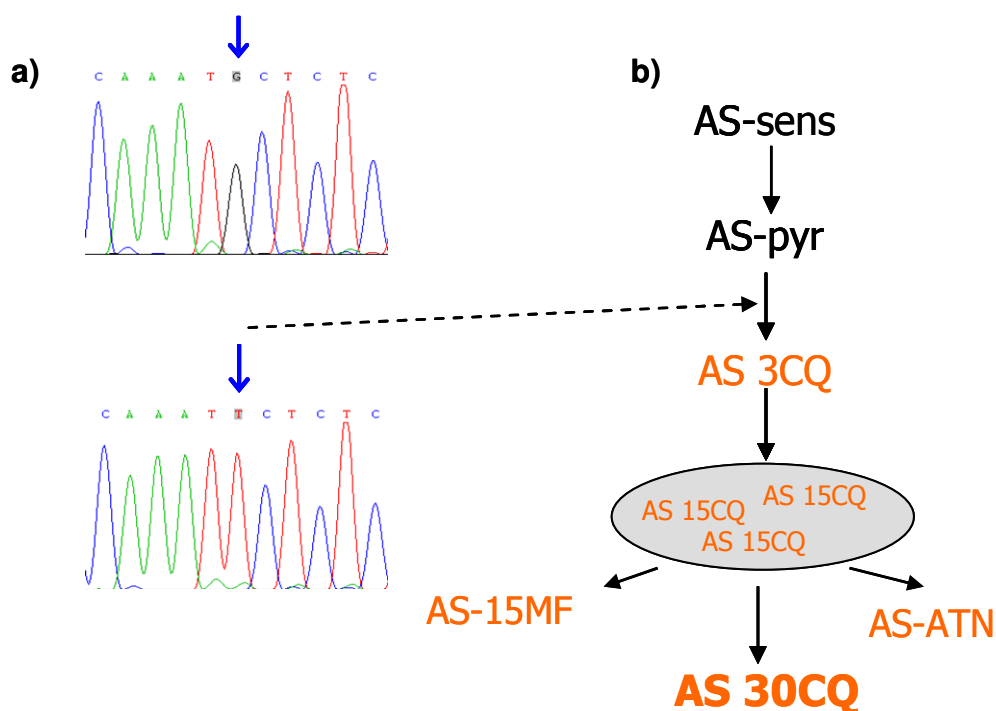 a)
C A A A T G C T C T C
C A A A T T C T C T C
b)
AS-sens
AS-pyr
AS 3CQ
AS 15CQ
AS 15CQ
AS 15CQ
AS-15MF
AS-ATN
AS 30CQ